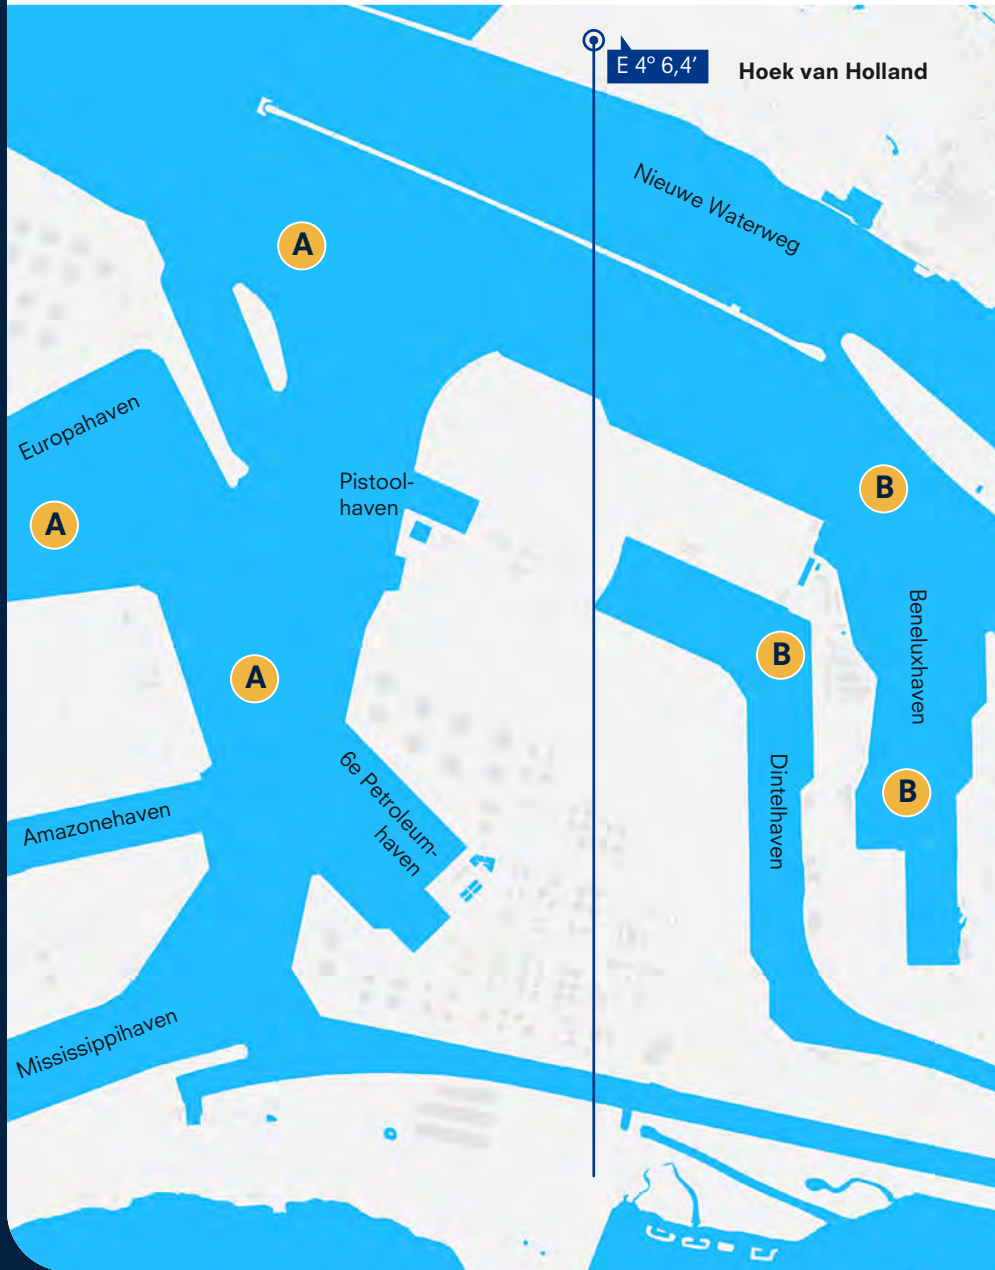 E 4° 6,4’
Hoek van Holland
Nieuwe Waterweg
A
Europahaven
Pistool-
haven
A
B
Beneluxhaven
B
A
6e Petroleum-
haven
Dintelhaven
B
Amazonehaven
Mississippihaven